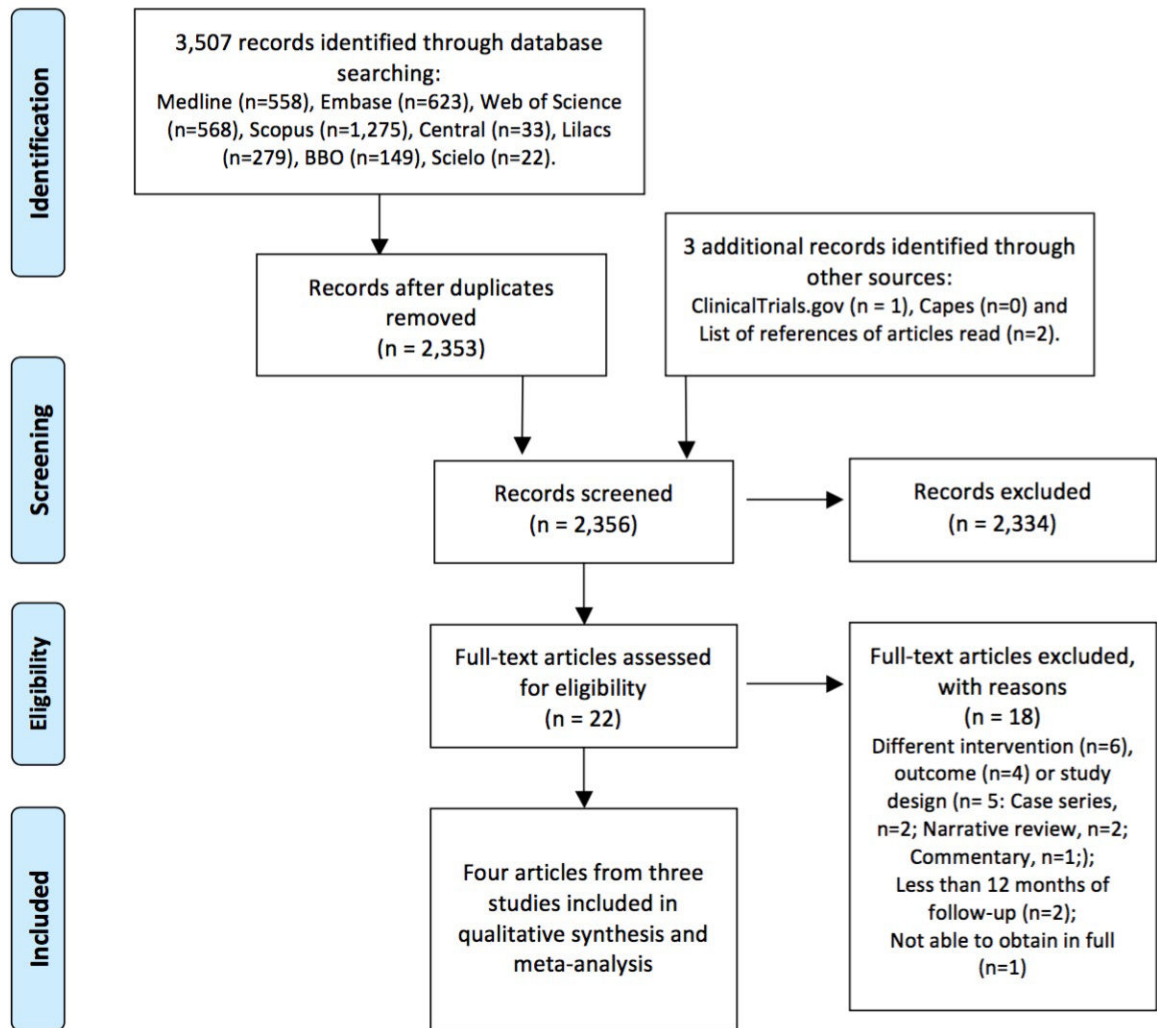 Identification
3,507 records identified through database
searching:
Medline (n=558), Embase (n=623), Web of Science
(n=568), Scopus (n=1,275), Central (n=33), Lilacs
(n=279), BBO (n=149), Scielo (n=22).
3 additional records identified through
other sources:
ClinicalTrials.gov (n = 1), Capes (n=0) and
List of references of articles read (n=2).
Records after duplicates
removed
(n = 2,353)
Screening
Records screened
(n = 2,356)
Records excluded
(n = 2,334)
Eligibility
Full-text articles assessed
for eligibility
(n = 22)
Full-text articles excluded,
with reasons
(n = 18)
Different intervention (n=6),
outcome (n=4) or study
design (n= 5: Case series,
n=2; Narrative review, n=2;
Commentary, n=1;);
Less than 12 months of
follow-up (n=2);
Not able to obtain in full
(n=1)
Included
Four articles from three
studies included in
qualitative synthesis and
meta-analysis